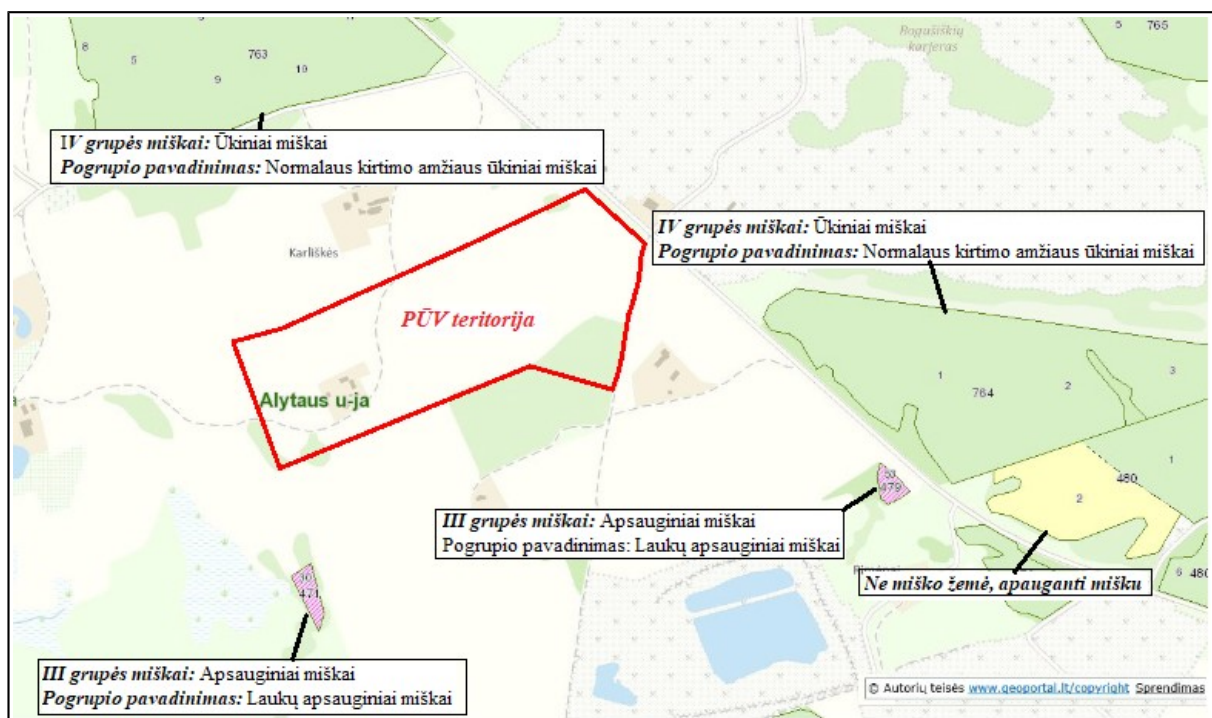 8
5
763
9
19
Rogušiškių
karjeras
5 765
IV grupės miškai: Ūkiniai miškai
Pogrupio pavadinimas: Normalaus kirtimo amžiaus ūkiniai miškai
IV grupės miškai: Ūkiniai miškai
Pogrupio pavadinimas: Normalaus kirtimo amžiaus ūkiniai miškai
Karliškės
PŪV teritorija
Alytaus u-ja
1
764
2
3
1
480
2
479
III grupės miškai: Apsauginiai miškai
Pogrupio pavadinimas: Laukų apsauginiai miškai
Ne miško žemė, apauganti mišku
6 480
471
III grupės miškai: Apsauginiai miškai
Pogrupio pavadinimas: Laukų apsauginiai miškai
© Autorių teisės www.geoportal.lt/copyright Sprendimas